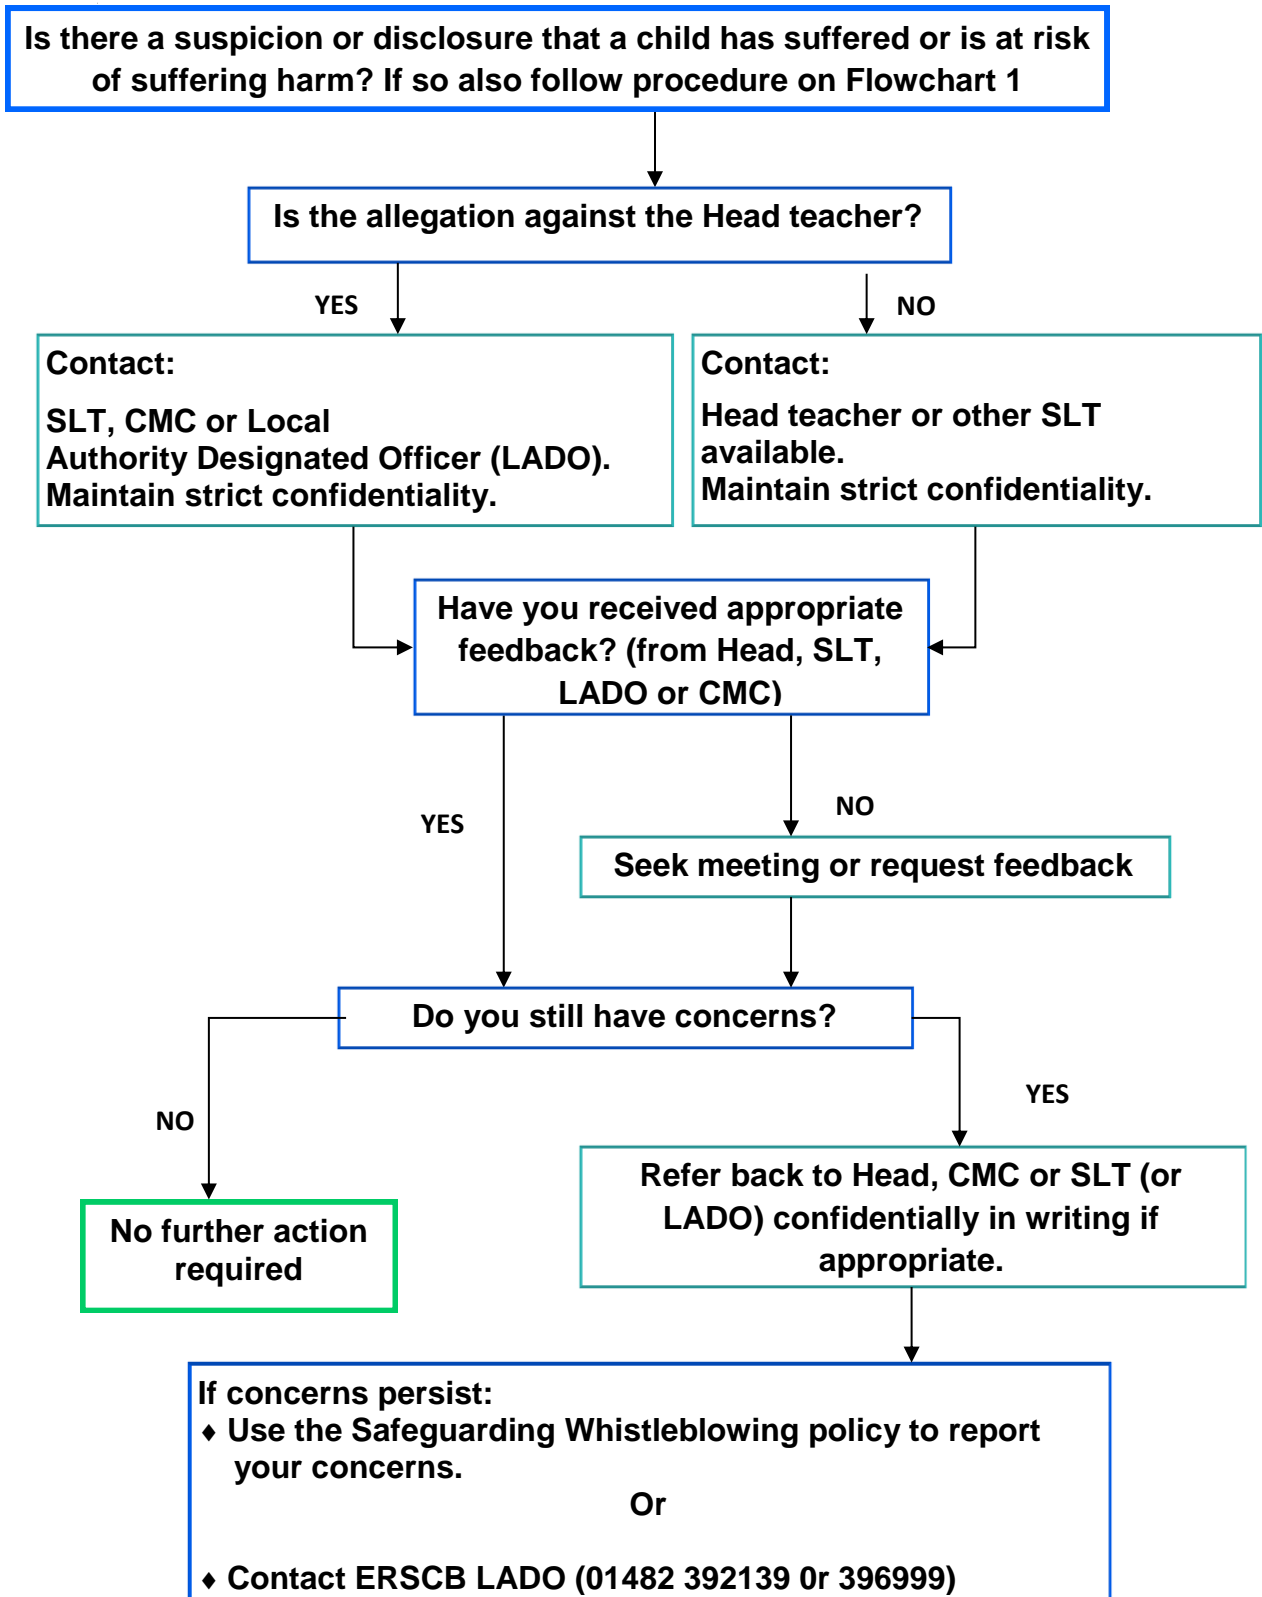 Is there a suspicion or disclosure that a child has suffered or is at risk
of suffering harm? If so also follow procedure on Flowchart 1
Is the allegation against the Head teacher?
YES
NO
Contact:
SLT, CMC or Local
Authority Designated Officer (LADO).
Maintain strict confidentiality.
Contact:
Head teacher or other SLT
available.
Maintain strict confidentiality.
Have you received appropriate
feedback? (from Head, SLT,
LADO or CMC)
YES
NO
Seek meeting or request feedback
Do you still have concerns?
NO
YES
No further action
required
Refer back to Head, CMC or SLT (or
LADO) confidentially in writing if
appropriate.
If concerns persist:
♦ Use the Safeguarding Whistleblowing policy to report
your concerns.
Or
♦ Contact ERSCB LADO (01482 392139 0r 396999)